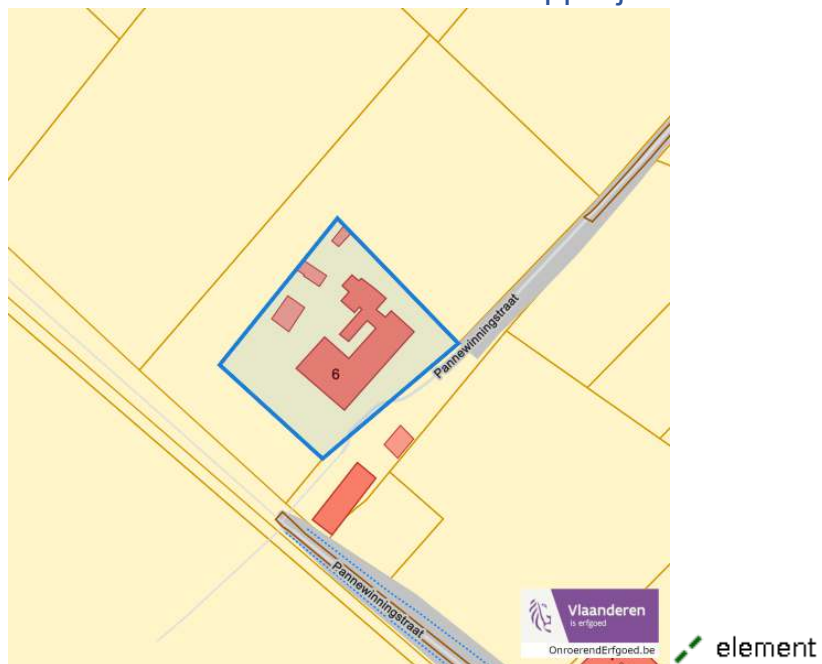 Pannewinningstraat
6
Pannewinningstraat
Vlaanderen
is erfgoed
OnroerendErfgoed.be
element